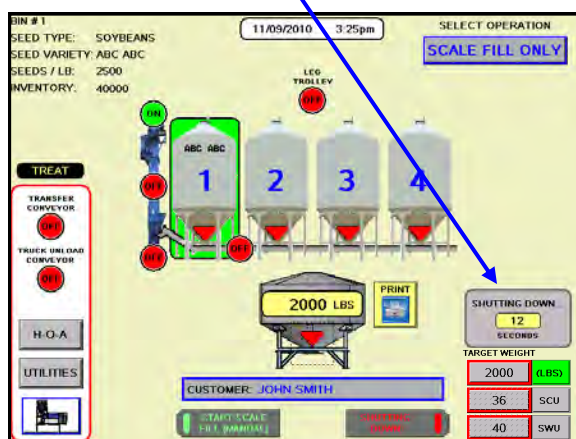 BIN # 1
SEED TYPE: SOYBEANS
SEED VARIETY: ABC ABC
SEEDS / LB: 2500
INVENTORY: 40000
11/09/2010 3:25pm
SELECT OPERATION
SCALE FILL ONLY
LEG
TROLLEY
OFF
ON
ABC ABC
1 2 3 4
OFF
OFF
OFF
TREAT
TRANSFER
CONVEYOR
OFF
TRUCK UNLOAD
CONVEYOR
OFF
H-O-A
UTILITIES
2000 LBS
PRINT
SHUTTING DOWN...
12
SECONDS
TARGET WEIGHT
2000 (LBS)
36 SCU
40 SWU
CUSTOMER: JOHN SMITH
START SCALE
FILL (MANUAL)
DOWN